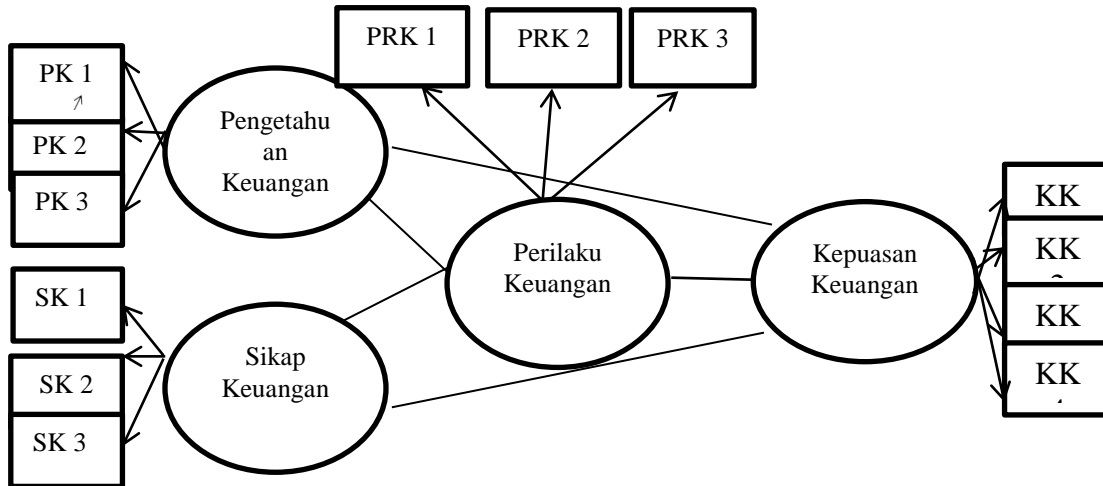 PRK 1
PRK 2
PRK 3
PK 1
PK 2
PK 3
Pengetahu
an
Keuangan
SK 1
SK 2
SK 3
Sikap
Keuangan
Perilaku
Keuangan
Kepuasan
Keuangan
KK
KK
KK
KK